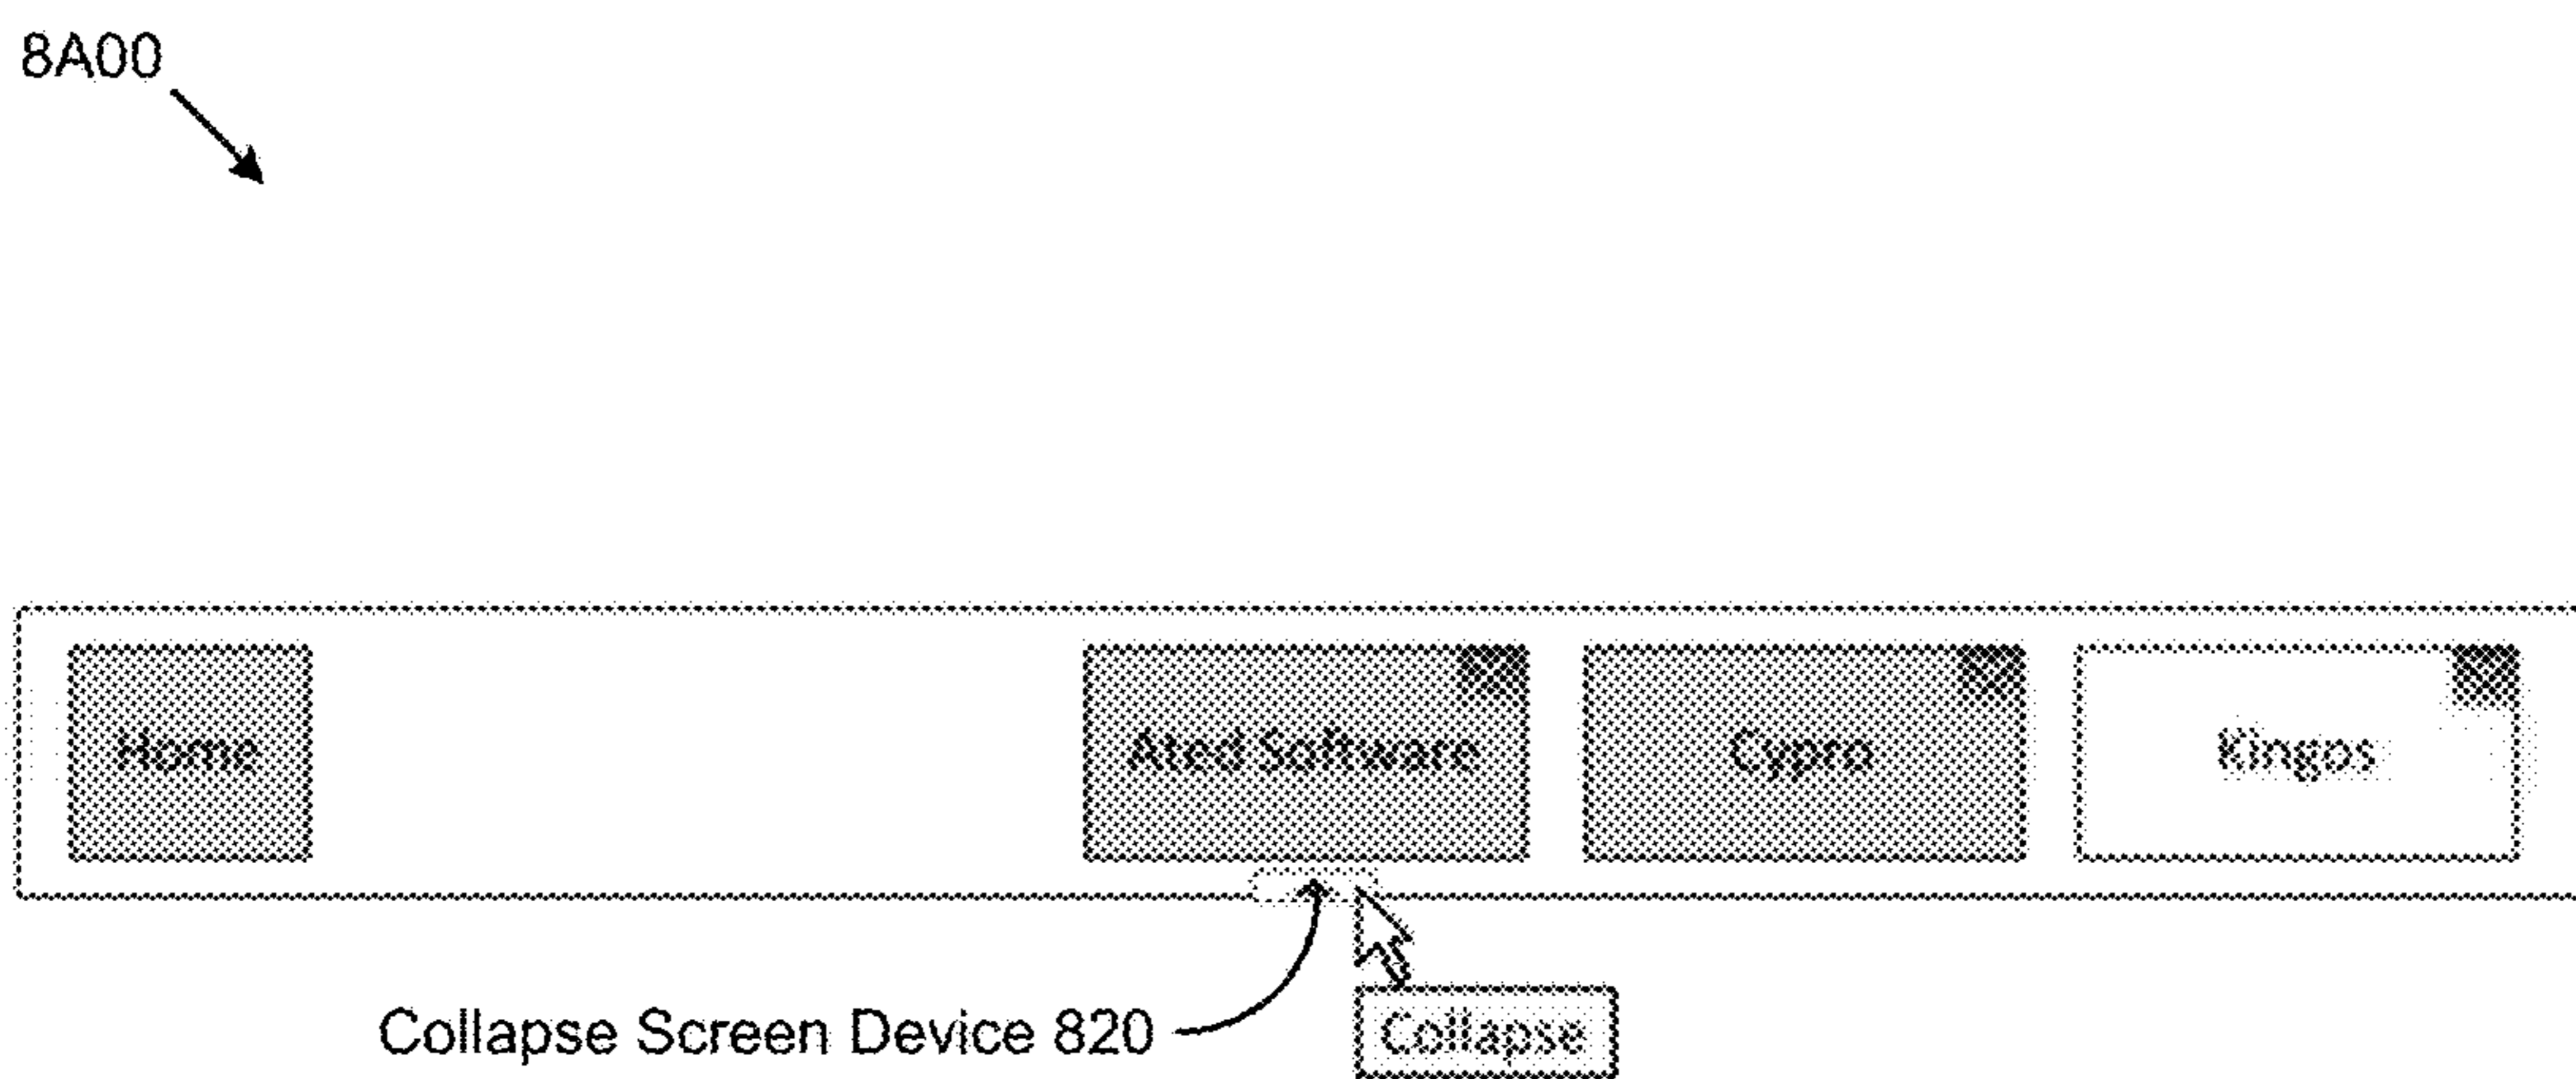 8A00
Home
Ated Software
Cypro
Kingos
Collapse Screen Device 820
Collapse